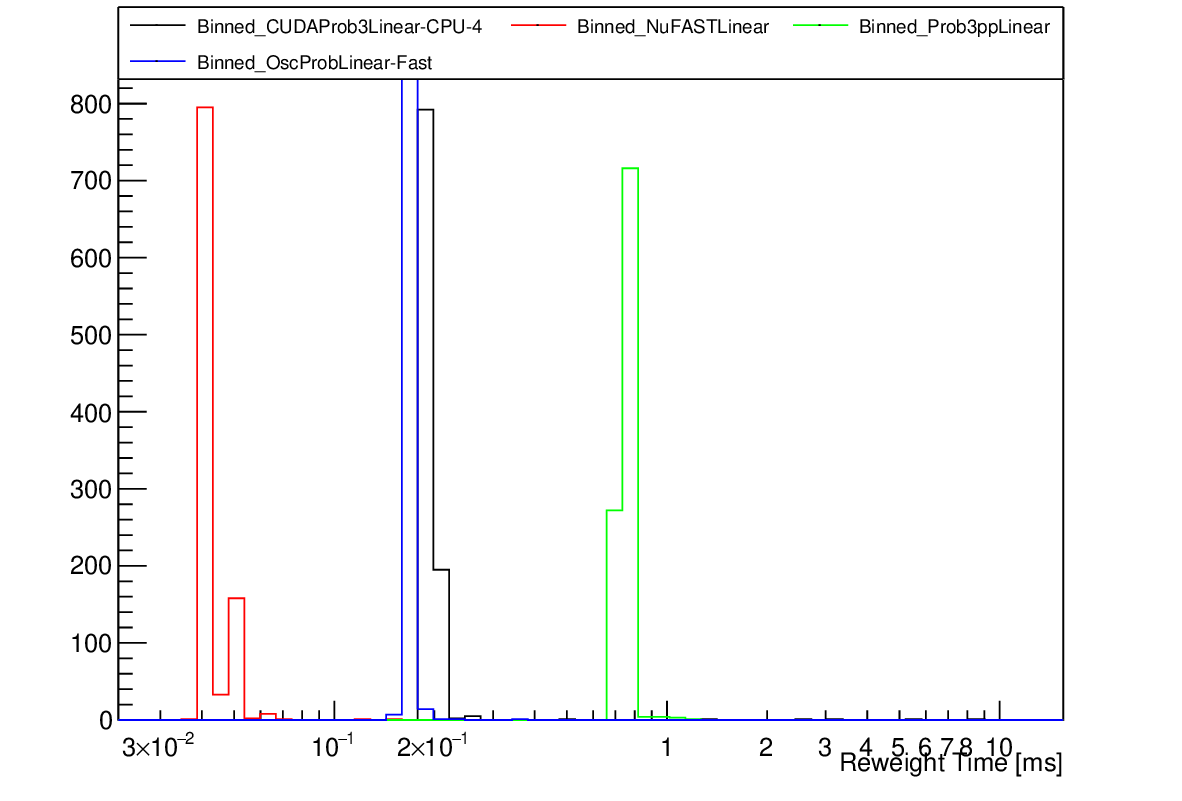 Binned_CUDAProb3Linear-CPU-4 Binned_NuFASTLinear Binned_Prob3ppLinear
Binned_OscProbLinear-Fast
800
700
600
500
400
300
200
100
0
3×10⁻² 10⁻¹ 2×10⁻¹ 1 2 3 4 5 6 7 8 10
Reweight Time [ms]